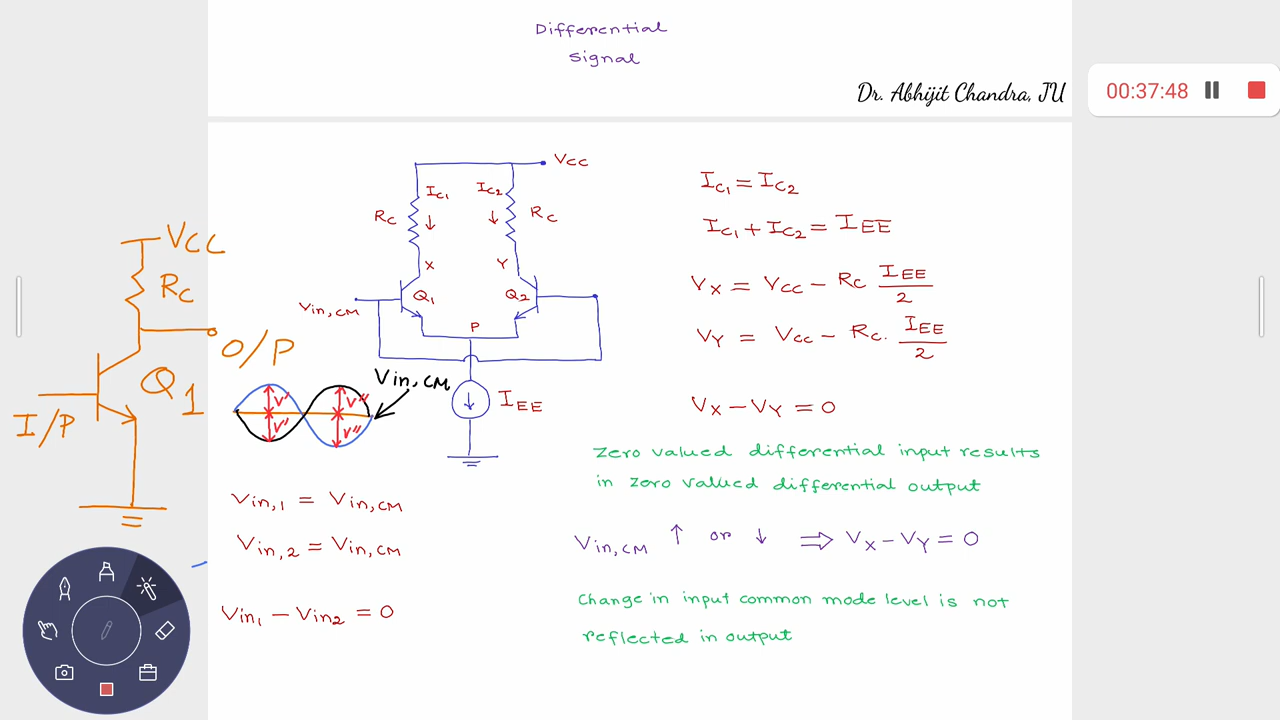 Differential
Signal
Dr. Abhijit Chandra, JU
00:37:48
VCC
IC1
IC2
RC
RC
X
Y
Vin,CM
Q1
Q2
P
IEE
VCC
RC
O/P
Q1
I/P
Vin,CM
V'
V"
V'
V"
Vin,1 = Vin,CM
Vin,2 = Vin,CM
Vin1 - Vin2 = 0
IC1 = IC2
IC1 + IC2 = IEE
VX = VCC - RC IEE/2
VY = VCC - RC. IEE/2
VX - VY = 0
Zero valued differential input results
in zero valued differential output
Vin,CM ↑ or ↓ ⇒ VX - VY = 0
Change in input common mode level is not
reflected in output